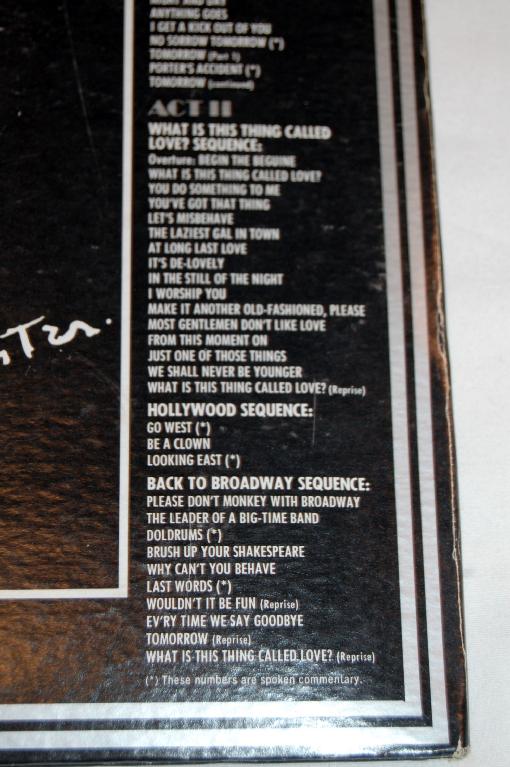 NIGHT AND DAY
ANYTHING GOES
I GET A KICK OUT OF YOU
NO SORROW TOMORROW (*)
TOMORROW (Part 1)
PORTER'S ACCIDENT (*)
TOMORROW (continued)
ACT II
WHAT IS THIS THING CALLED
LOVE? SEQUENCE:
Overture: BEGIN THE BEGUINE
WHAT IS THIS THING CALLED LOVE?
YOU DO SOMETHING TO ME
YOU'VE GOT THAT THING
LET'S MISBEHAVE
THE LAZIEST GAL IN TOWN
AT LONG LAST LOVE
IT'S DE-LOVELY
IN THE STILL OF THE NIGHT
I WORSHIP YOU
MAKE IT ANOTHER OLD-FASHIONED, PLEASE
MOST GENTLEMEN DON'T LIKE LOVE
FROM THIS MOMENT ON
JUST ONE OF THOSE THINGS
WE SHALL NEVER BE YOUNGER
WHAT IS THIS THING CALLED LOVE? (Reprise)
HOLLYWOOD SEQUENCE:
GO WEST (*)
BE A CLOWN
LOOKING EAST (*)
BACK TO BROADWAY SEQUENCE:
PLEASE DON'T MONKEY WITH BROADWAY
THE LEADER OF A BIG-TIME BAND
DOLDRUMS (*)
BRUSH UP YOUR SHAKESPEARE
WHY CAN'T YOU BEHAVE
LAST WORDS (*)
WOULDN'T IT BE FUN (Reprise)
EV'RY TIME WE SAY GOODBYE
TOMORROW (Reprise)
WHAT IS THIS THING CALLED LOVE? (Reprise)
(*) These numbers are spoken commentary.